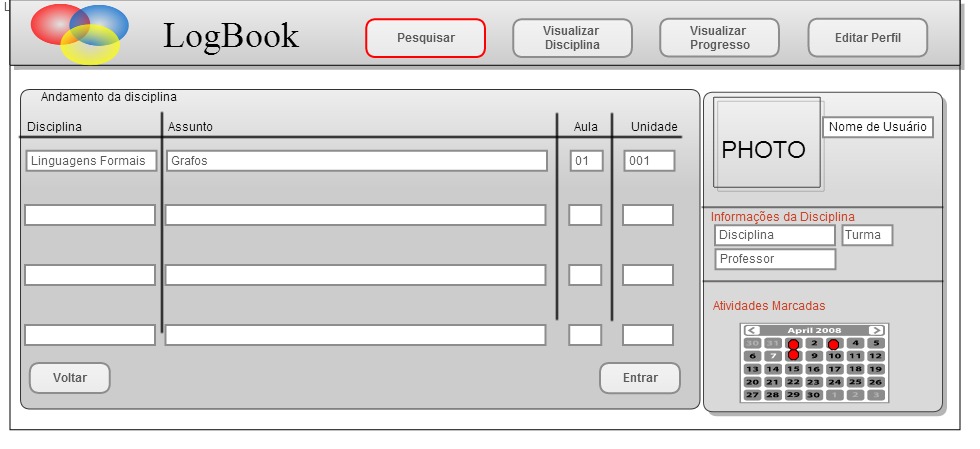 L
LogBook
Pesquisar
Visualizar
Disciplina
Visualizar
Progresso
Editar Perfil
Andamento da disciplina
Disciplina Assunto Aula Unidade
Linguagens Formais Grafos 01 001
Voltar Entrar
PHOTO
Nome de Usuário
Informações da Disciplina
Disciplina Turma
Professor
Atividades Marcadas
< April 2008 >
30 31 2 4 5
6 7 9 10 11 12
13 14 15 16 17 18 19
20 21 22 23 24 25 26
27 28 29 30 1 2 3